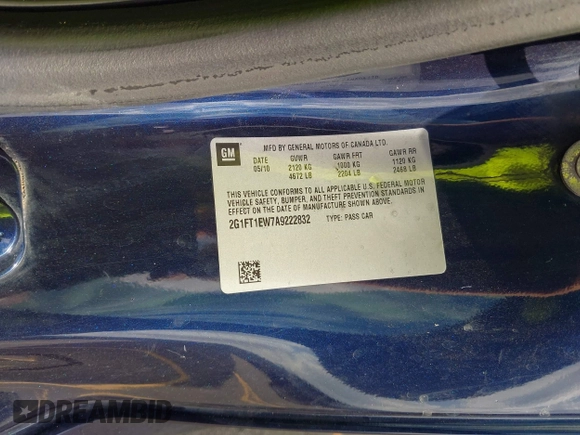 GM
MFD BY GENERAL MOTORS OF CANADA LTD.
DATE GVWR GAWR FRT GAWR RR
05/10 2120 KG 1000 KG 1120 KG
4672 LB 2204 LB 2468 LB
THIS VEHICLE CONFORMS TO ALL APPLICABLE U.S. FEDERAL MOTOR
VEHICLE SAFETY, BUMPER, AND THEFT PREVENTION STANDARDS IN
EFFECT ON THE DATE OF MANUFACTURE SHOWN ABOVE.
2G1FT1EW7A9222832 TYPE: PASS CAR
DREAMBID